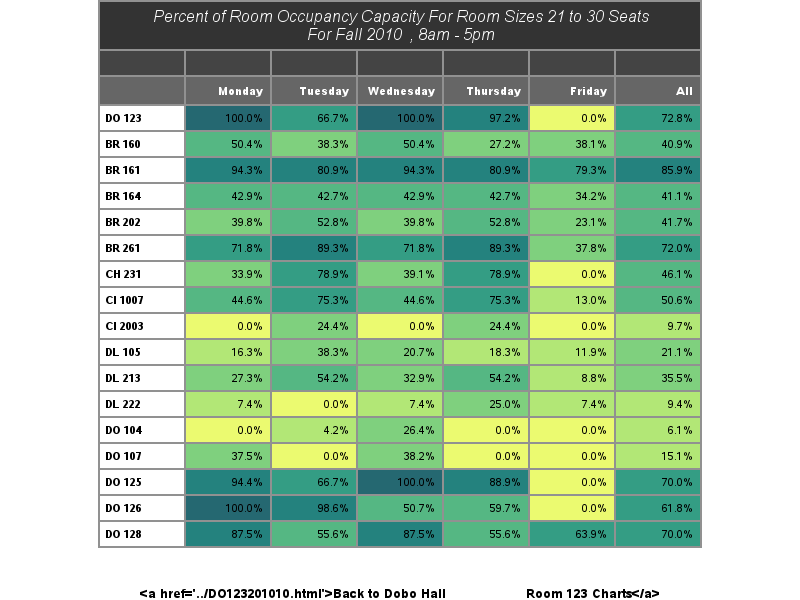 Percent of Room Occupancy Capacity For Room Sizes 21 to 30 Seats
For Fall 2010 , 8am - 5pm
Monday Tuesday Wednesday Thursday Friday All
DO 123 100.0% 66.7% 100.0% 97.2% 0.0% 72.8%
BR 160 50.4% 38.3% 50.4% 27.2% 38.1% 40.9%
BR 161 94.3% 80.9% 94.3% 80.9% 79.3% 85.9%
BR 164 42.9% 42.7% 42.9% 42.7% 34.2% 41.1%
BR 202 39.8% 52.8% 39.8% 52.8% 23.1% 41.7%
BR 261 71.8% 89.3% 71.8% 89.3% 37.8% 72.0%
CH 231 33.9% 78.9% 39.1% 78.9% 0.0% 46.1%
CI 1007 44.6% 75.3% 44.6% 75.3% 13.0% 50.6%
CI 2003 0.0% 24.4% 0.0% 24.4% 0.0% 9.7%
DL 105 16.3% 38.3% 20.7% 18.3% 11.9% 21.1%
DL 213 27.3% 54.2% 32.9% 54.2% 8.8% 35.5%
DL 222 7.4% 0.0% 7.4% 25.0% 7.4% 9.4%
DO 104 0.0% 4.2% 26.4% 0.0% 0.0% 6.1%
DO 107 37.5% 0.0% 38.2% 0.0% 0.0% 15.1%
DO 125 94.4% 66.7% 100.0% 88.9% 0.0% 70.0%
DO 126 100.0% 98.6% 50.7% 59.7% 0.0% 61.8%
DO 128 87.5% 55.6% 87.5% 55.6% 63.9% 70.0%
<a href='../DO123201010.html'>Back to Dobo Hall Room 123 Charts</a>